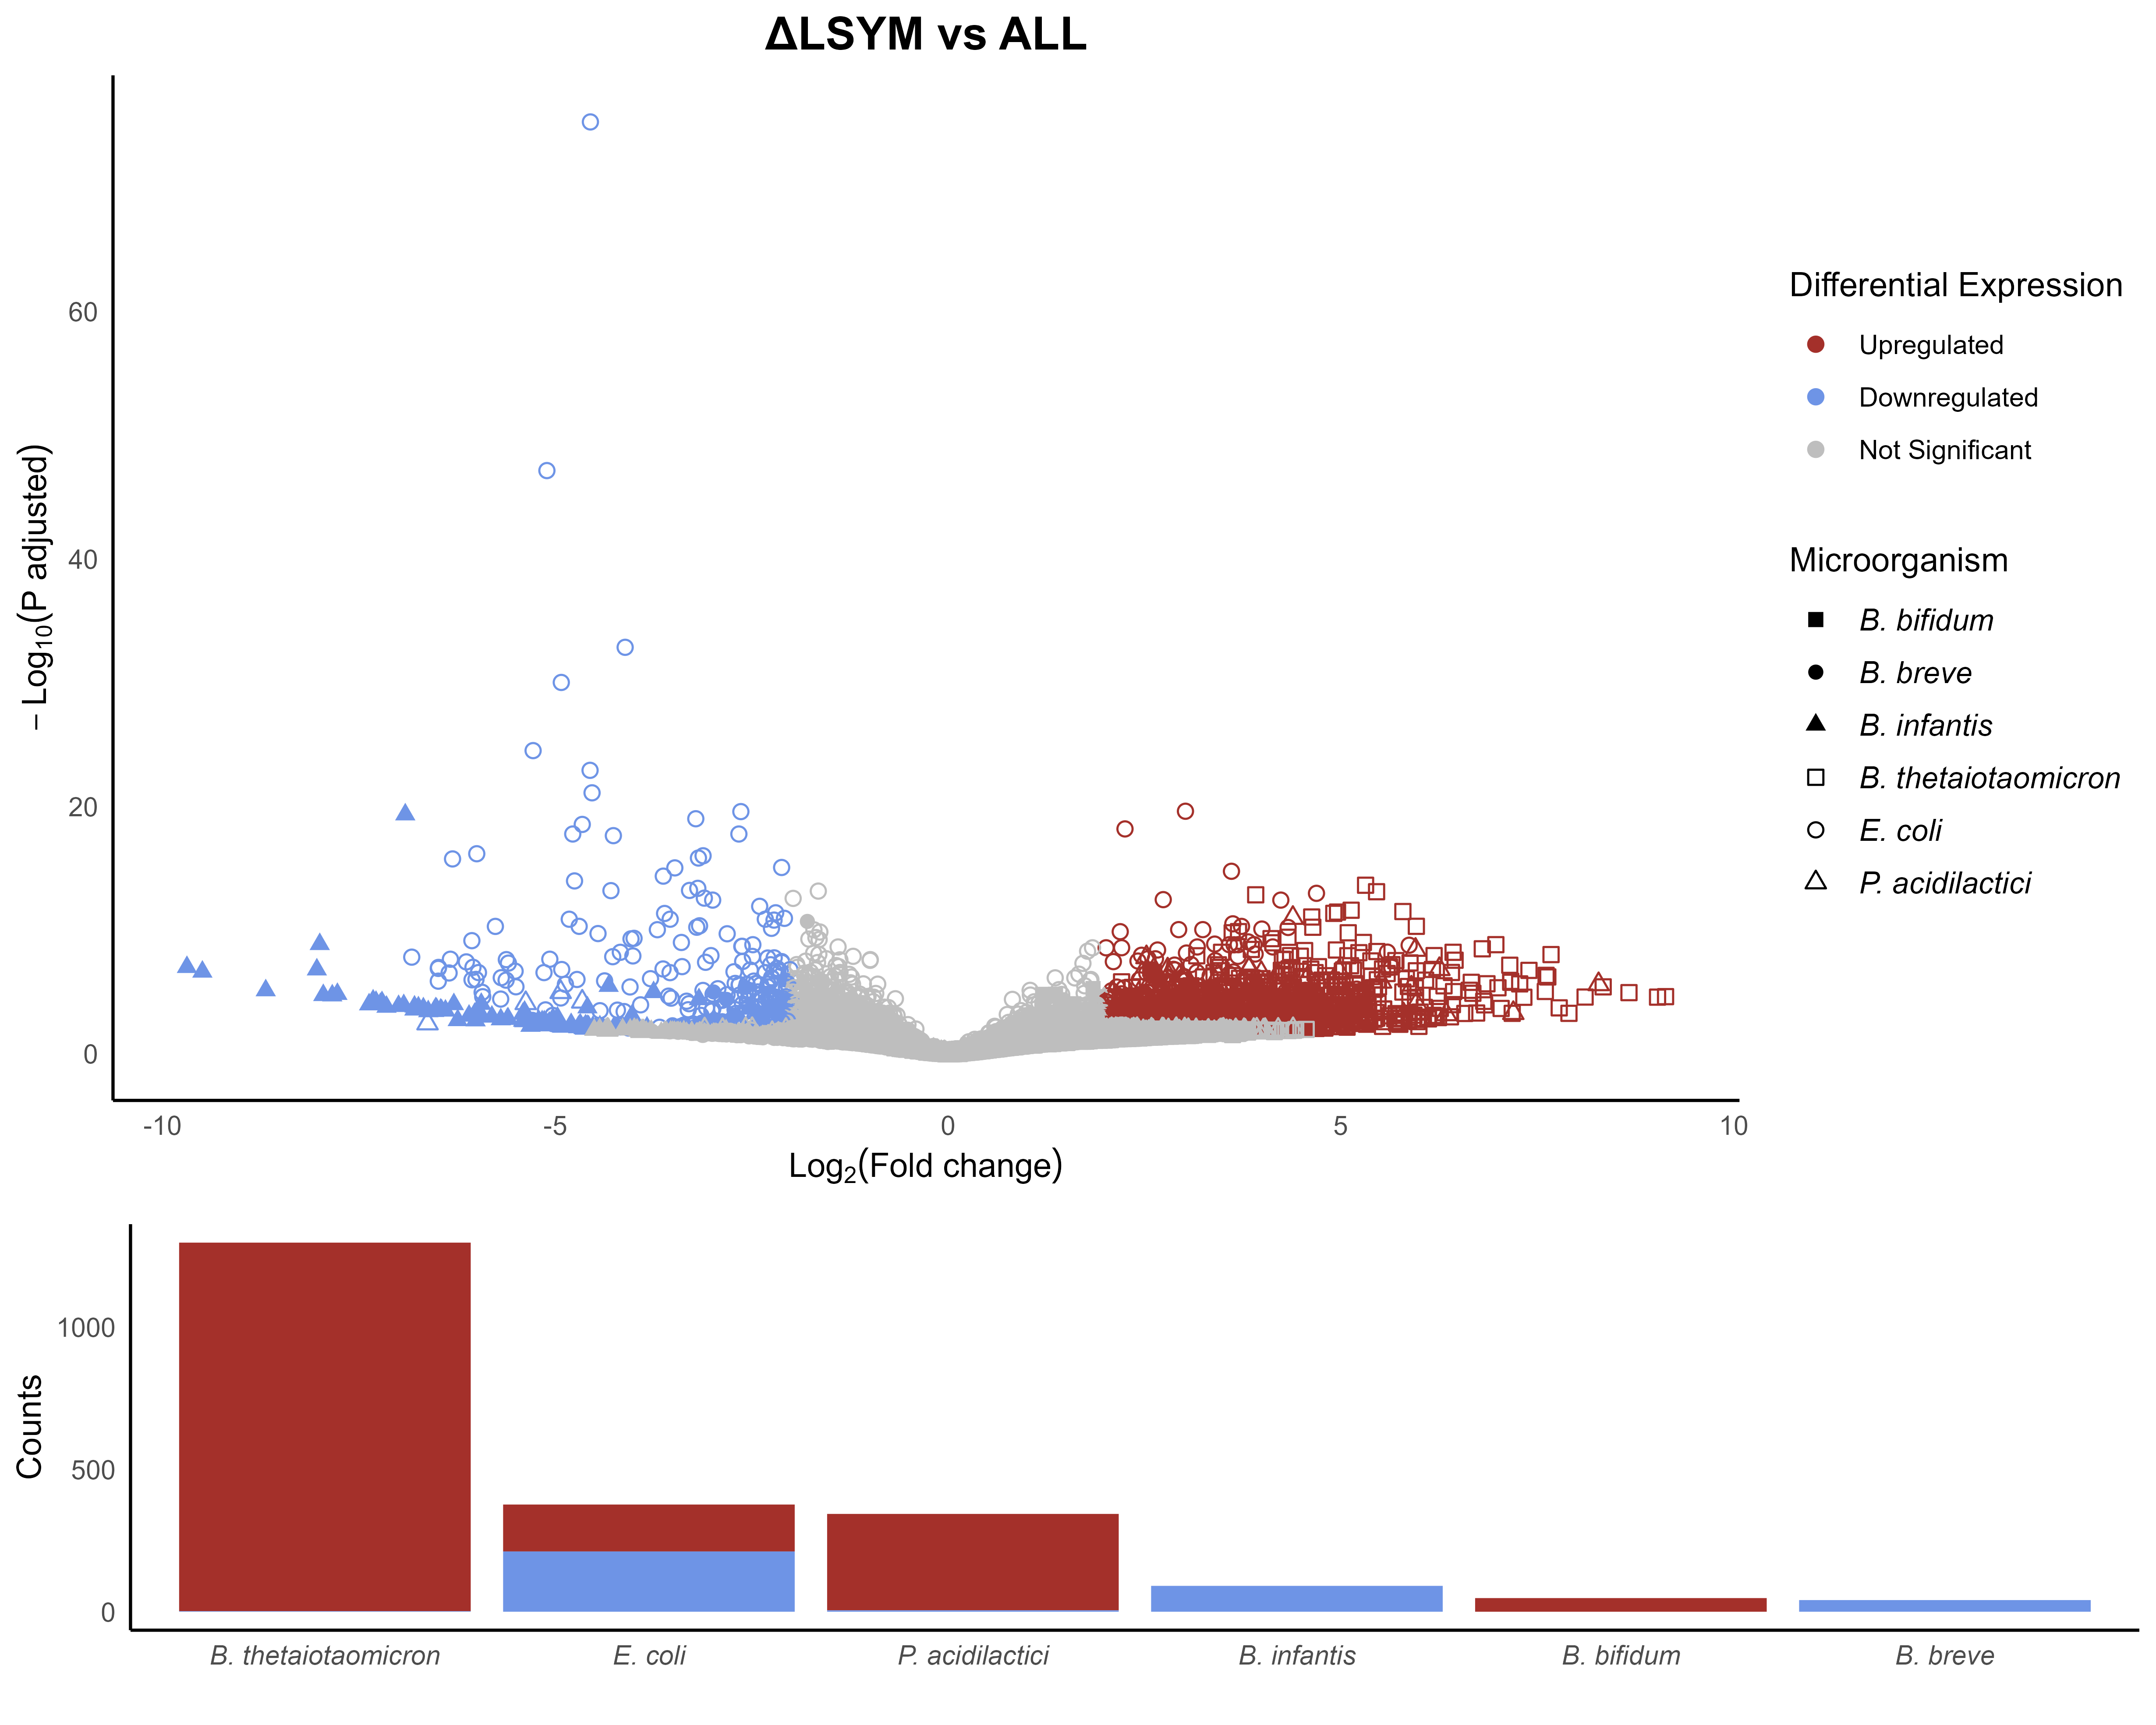 ΔLSYM vs ALL
60
40
20
0
− Log10(P adjusted)
-10 -5 0 5 10
Log2(Fold change)
Differential Expression
Upregulated
Downregulated
Not Significant
Microorganism
B. bifidum
B. breve
B. infantis
B. thetaiotaomicron
E. coli
P. acidilactici
1000
500
0
Counts
B. thetaiotaomicron E. coli P. acidilactici B. infantis B. bifidum B. breve